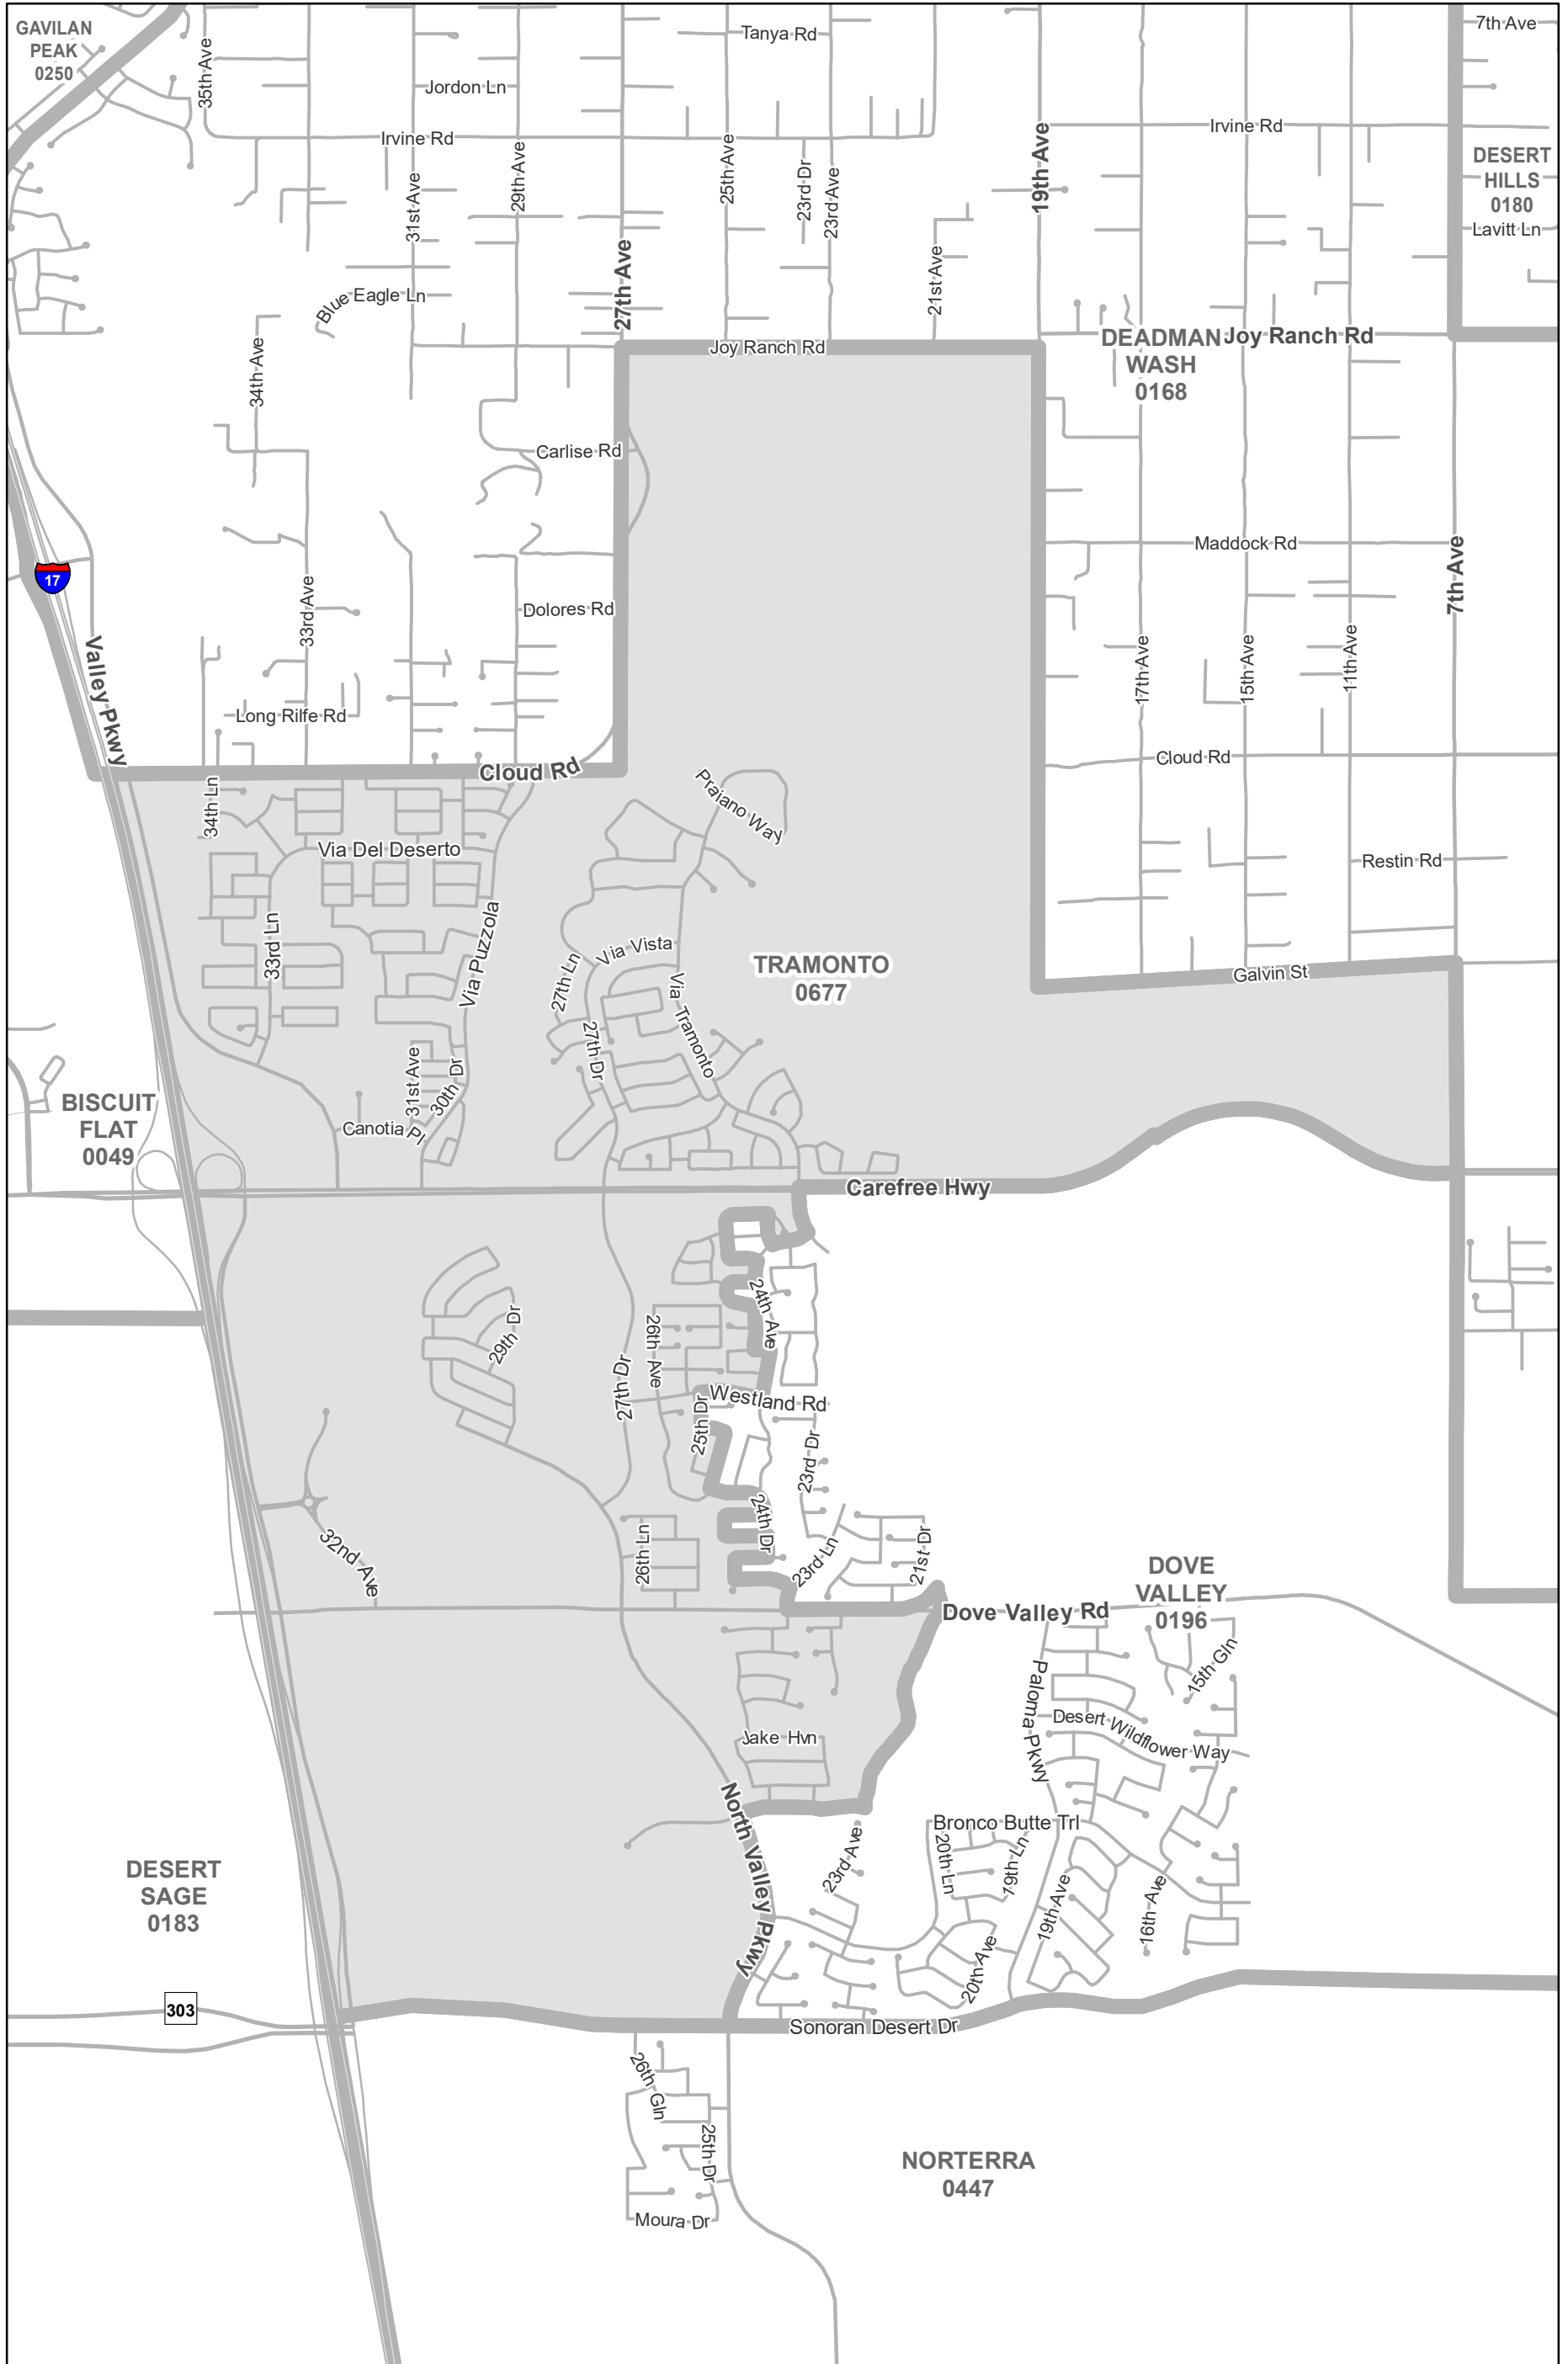 GAVILAN
PEAK
0250
35th Ave
Tanya Rd
7th Ave
Jordon Ln
Irvine Rd
Irvine Rd
31st Ave
29th Ave
27th Ave
25th Ave
23rd Dr
23rd Ave
21st Ave
19th Ave
DESERT
HILLS
0180
Lavitt Ln
Blue Eagle Ln
34th Ave
Joy Ranch Rd
DEADMAN
WASH
0168
Joy Ranch Rd
Carlise Rd
17
33rd Ave
Dolores Rd
Maddock Rd
7th Ave
17th Ave
15th Ave
11th Ave
Valley Pkwy
Long Rilfe Rd
Cloud Rd
Cloud Rd
34th Ln
Praiano Way
Via Del Deserto
Restin Rd
33rd Ln
Via Puzzola
27th Ln
Via Vista
TRAMONTO
0677
Galvin St
Via Tramonto
27th Dr
31st Ave
30th Dr
Canotia Pl
BISCUIT
FLAT
0049
Carefree Hwy
29th Dr
27th Dr
26th Ave
24th Ave
Westland Rd
25th Dr
23rd Dr
24th Dr
26th Ln
23rd Ln
21st Dr
32nd Ave
DOVE
VALLEY
0196
Dove Valley Rd
15th Gln
Paloma Pkwy
Desert Wildflower Way
Jake Hvn
North Valley Pkwy
Bronco Butte Trl
23rd Ave
20th Ln
19th Ln
19th Ave
16th Ave
20th Ave
DESERT
SAGE
0183
303
Sonoran Desert Dr
26th Gln
25th Dr
Moura Dr
NORTERRA
0447